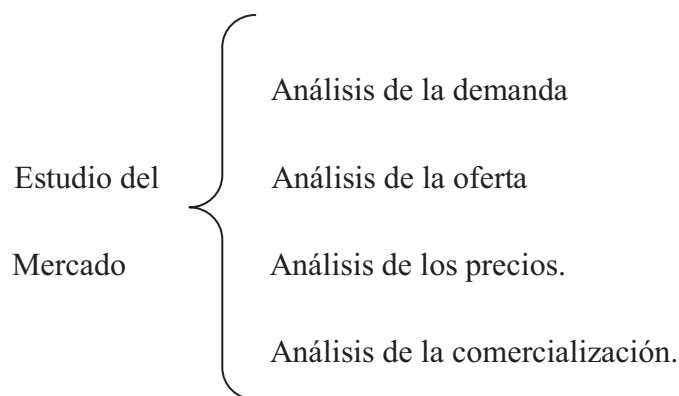 Estudio del
Mercado
Análisis de la demanda
Análisis de la oferta
Análisis de los precios.
Análisis de la comercialización.